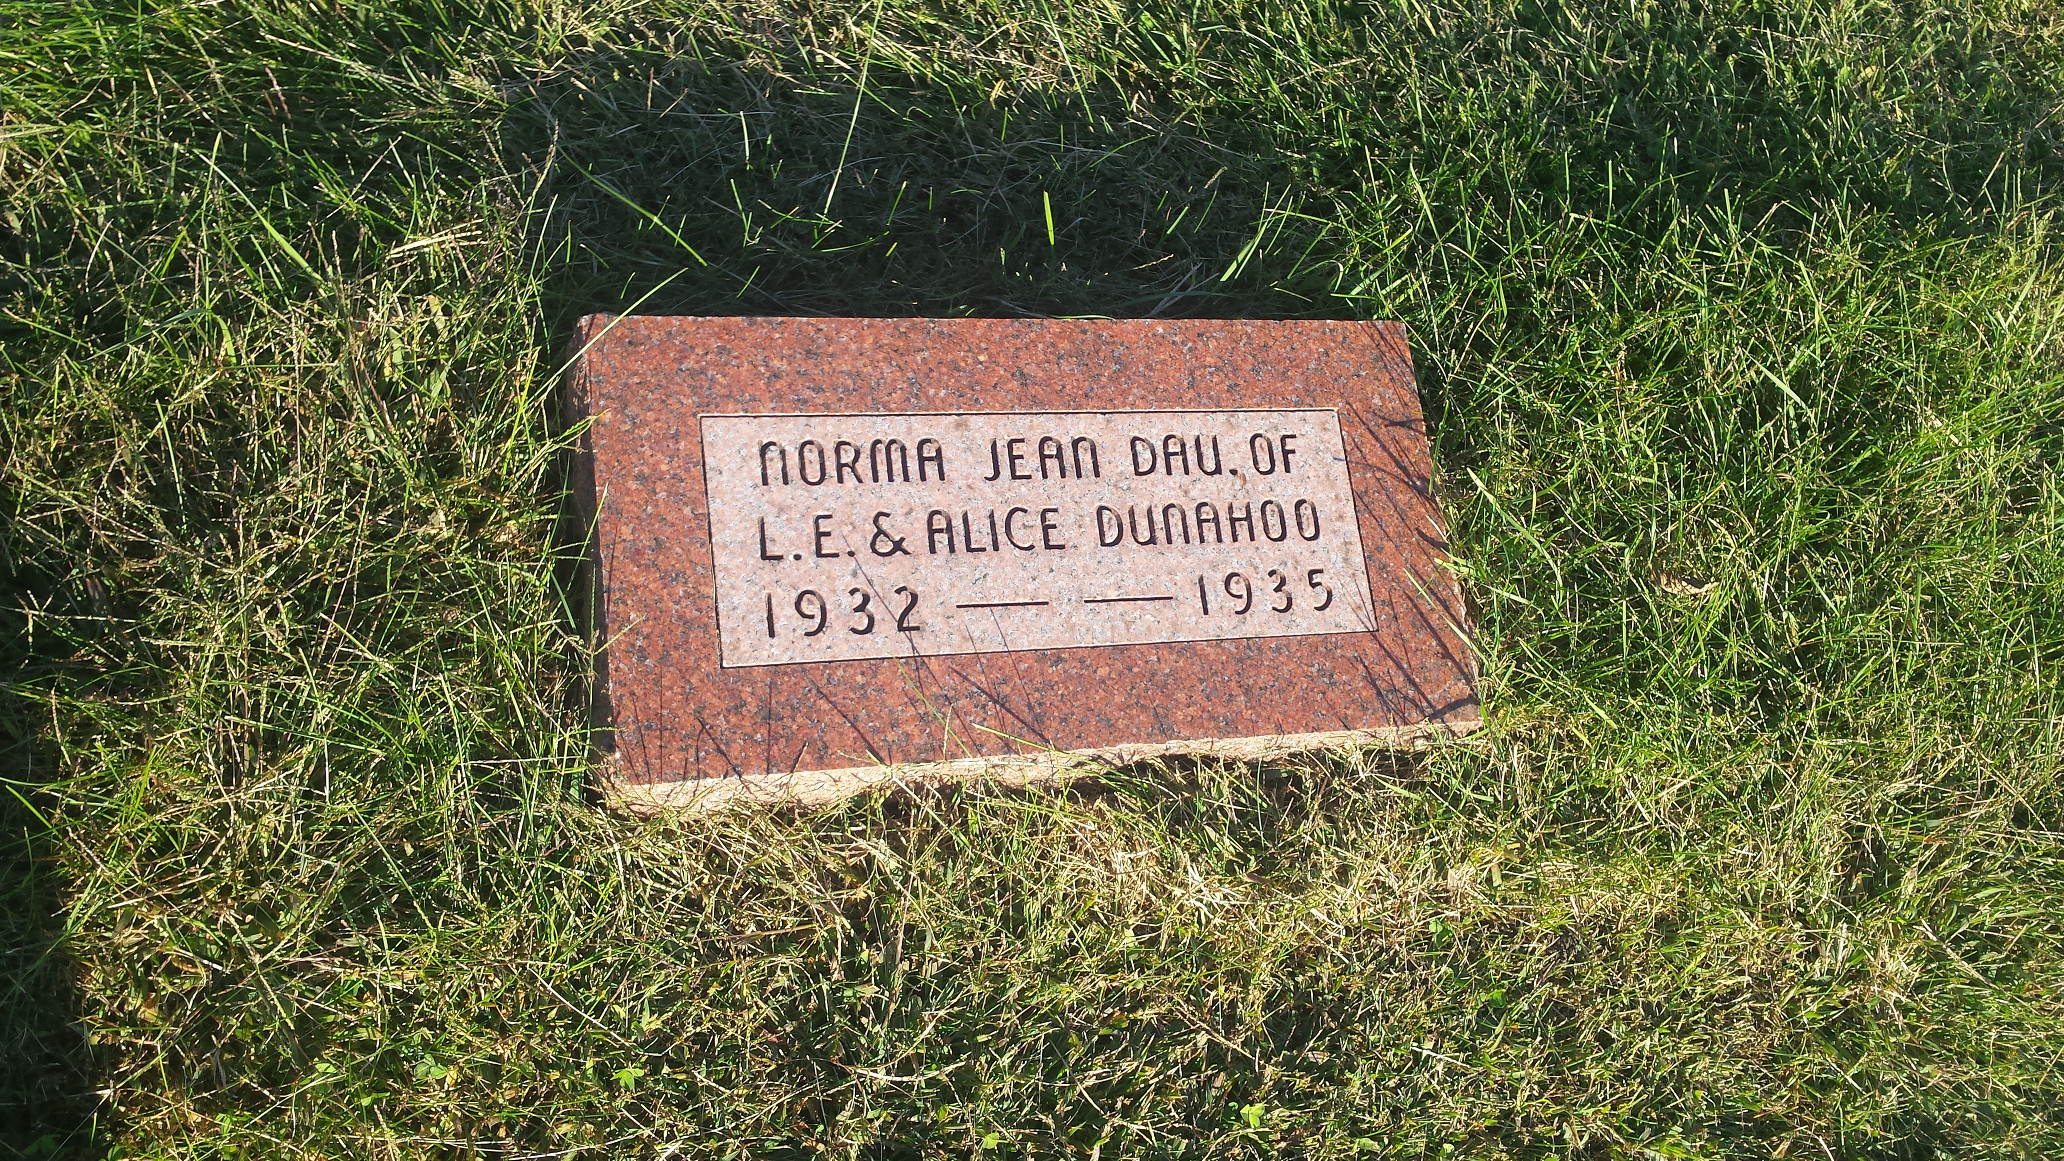 NORMA JEAN DAU. OF
L.E. & ALICE DUNAHOO
1932 — — 1935